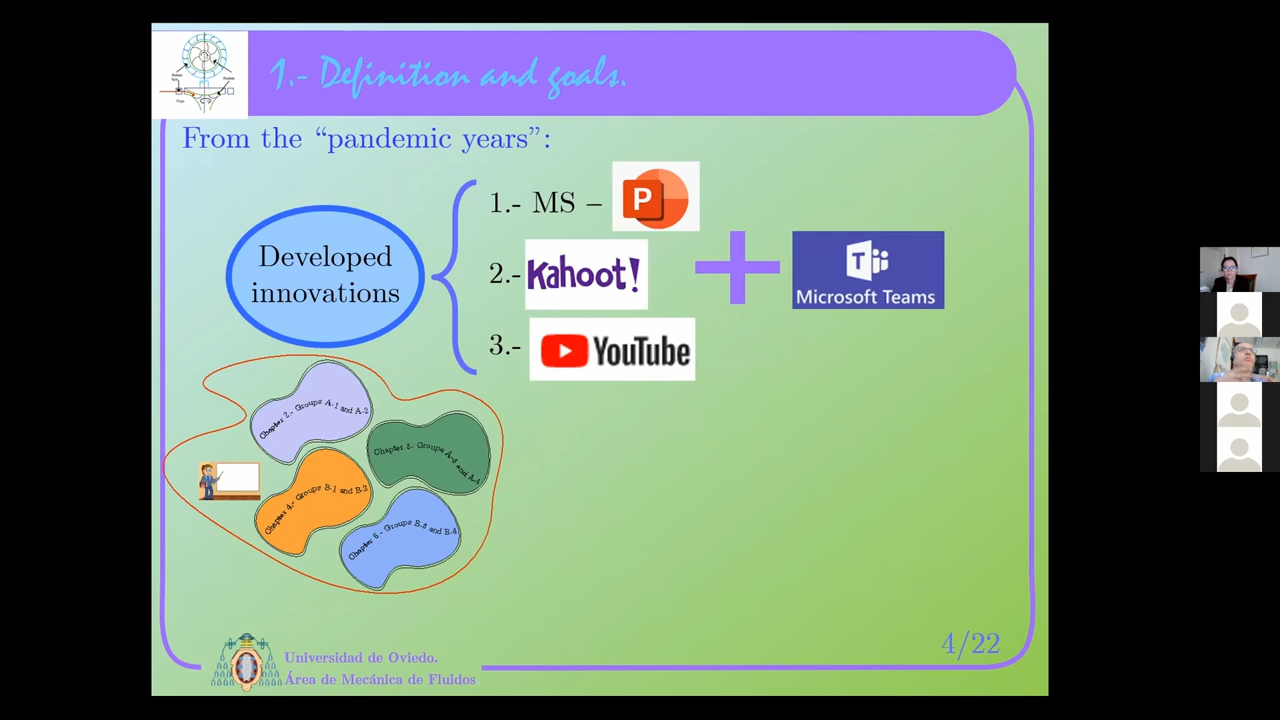 1.- Definition and goals.
From the “pandemic years”:
Developed
innovations
1.- MS –
P
2.- Kahoot!
3.- YouTube
T
Microsoft Teams
Chapter 2.- Groups A-1 and A-2
Chapter 3.- Groups A-3 and A-4
Chapter 4.- Groups B-1 and B-2
Chapter 5.- Groups B-3 and B-4
Universidad de Oviedo.
Área de Mecánica de Fluidos
4/22